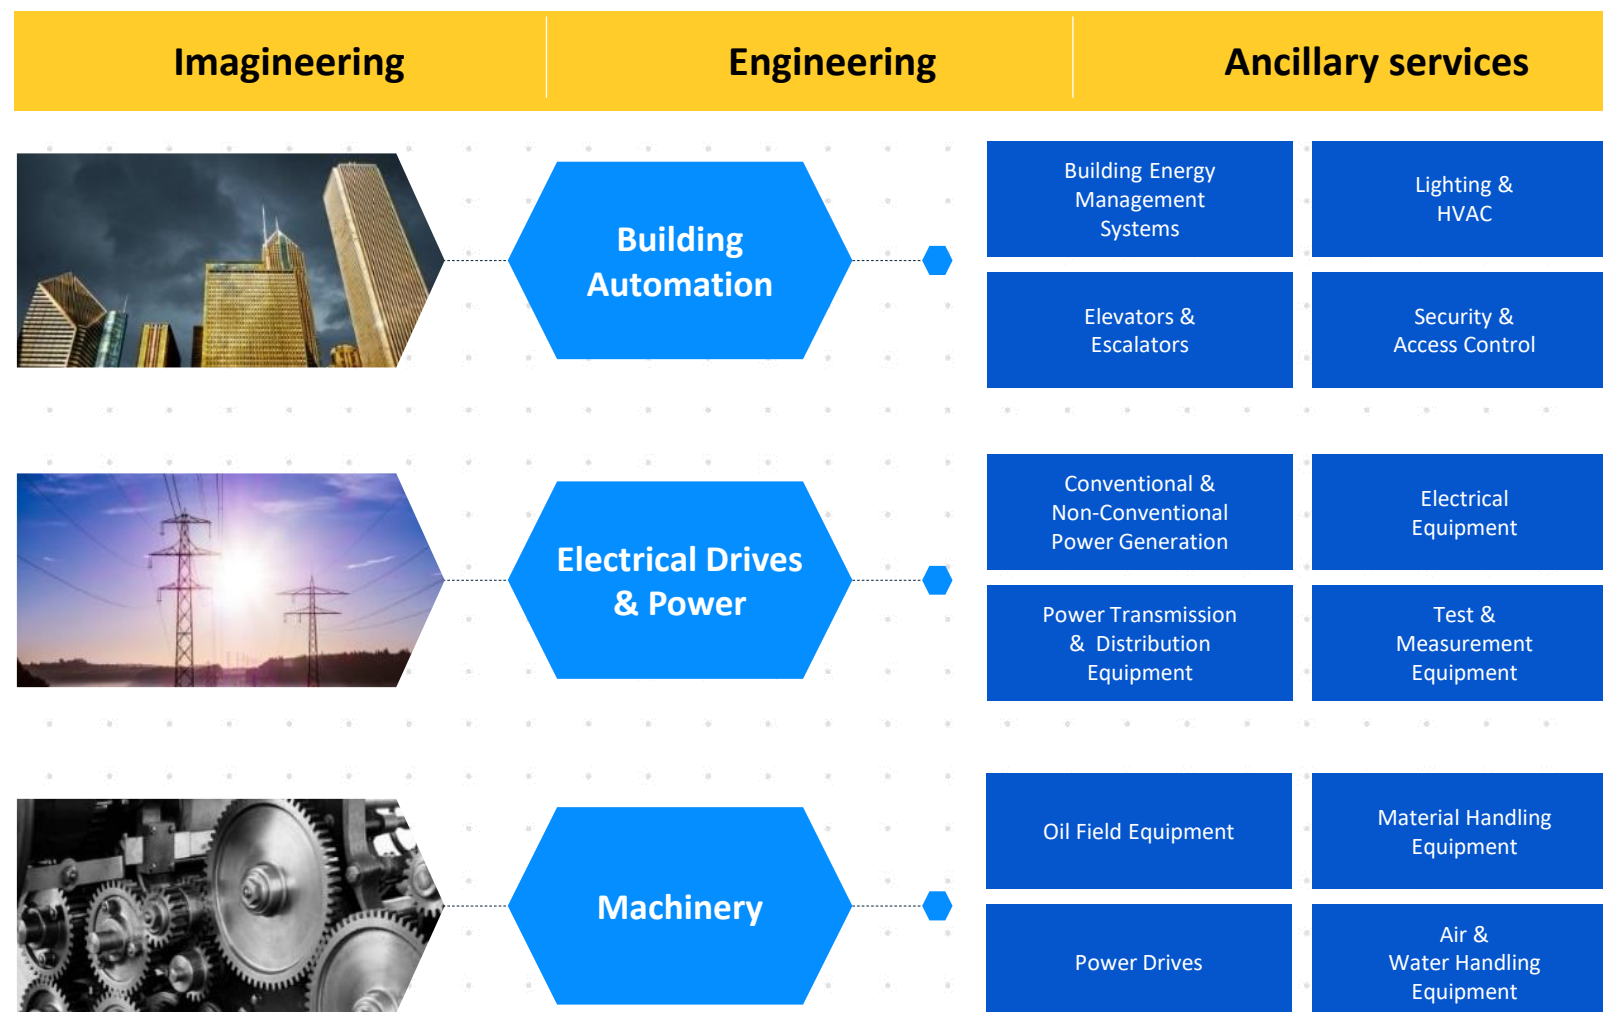 Imagineering
Engineering
Ancillary services
Building
Automation
Building Energy
Management
Systems
Lighting &
HVAC
Elevators &
Escalators
Security &
Access Control
Electrical Drives
& Power
Conventional &
Non-Conventional
Power Generation
Electrical
Equipment
Power Transmission
& Distribution
Equipment
Test &
Measurement
Equipment
Machinery
Oil Field Equipment
Material Handling
Equipment
Power Drives
Air &
Water Handling
Equipment